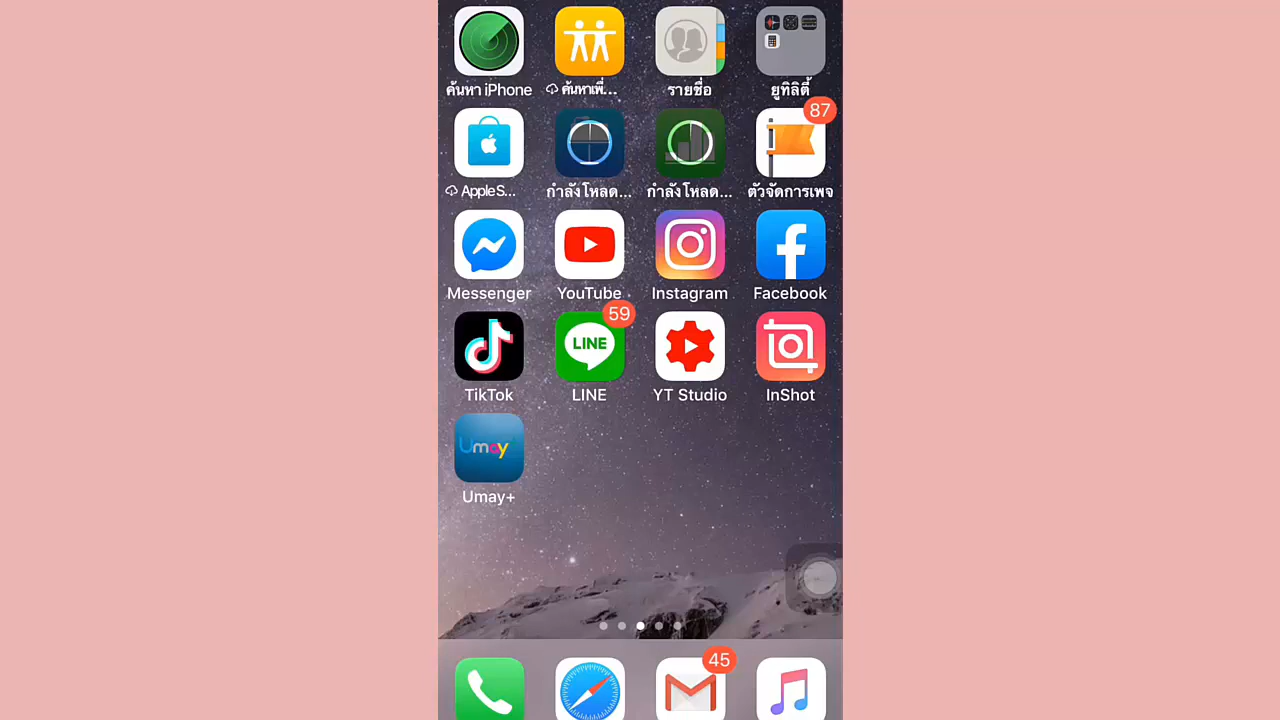 ค้นหา iPhone
ค้นหาเพื่...
รายชื่อ
ยูทิลิตี้
87
Apple S...
กำลังโหลด...
กำลังโหลด...
ตัวจัดการเพจ
Messenger
YouTube
Instagram
Facebook
59
LINE
TikTok
LINE
YT Studio
InShot
Umay+
Umay+
45